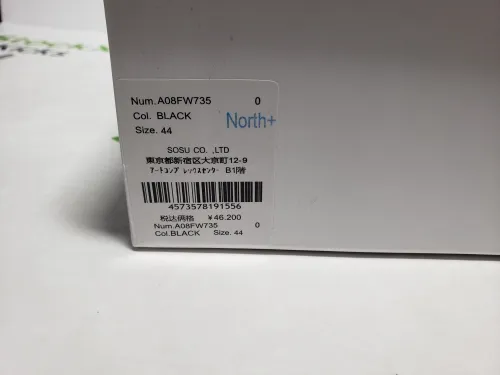 Num. A08FW735 0
Col. BLACK
Size. 44
North+
SOSU CO. ,LTD
東京都新宿区大京町12-9
アートコンプレックスセンター B1階
4573578191556
税込価格 ¥46,200
Num.A08FW735 0
Col.BLACK Size. 44